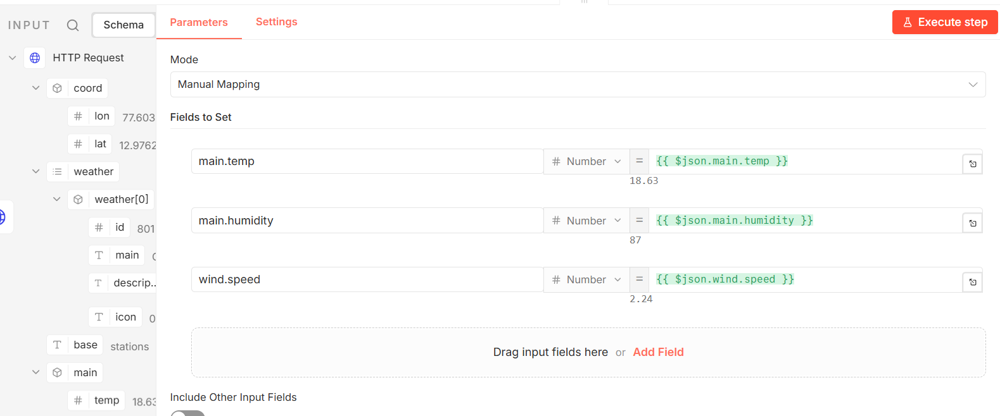 INPUT
Schema
HTTP Request
coord
# lon 77.603
# lat 12.9762
weather
weather[0]
# id 801
T main
T descrip...
T icon 0
T base stations
main
# temp 18.63
Parameters
Settings
Execute step
Mode
Manual Mapping
Fields to Set
main.temp # Number = {{ $json.main.temp }}
18.63
main.humidity # Number = {{ $json.main.humidity }}
87
wind.speed # Number = {{ $json.wind.speed }}
2.24
Drag input fields here or Add Field
Include Other Input Fields